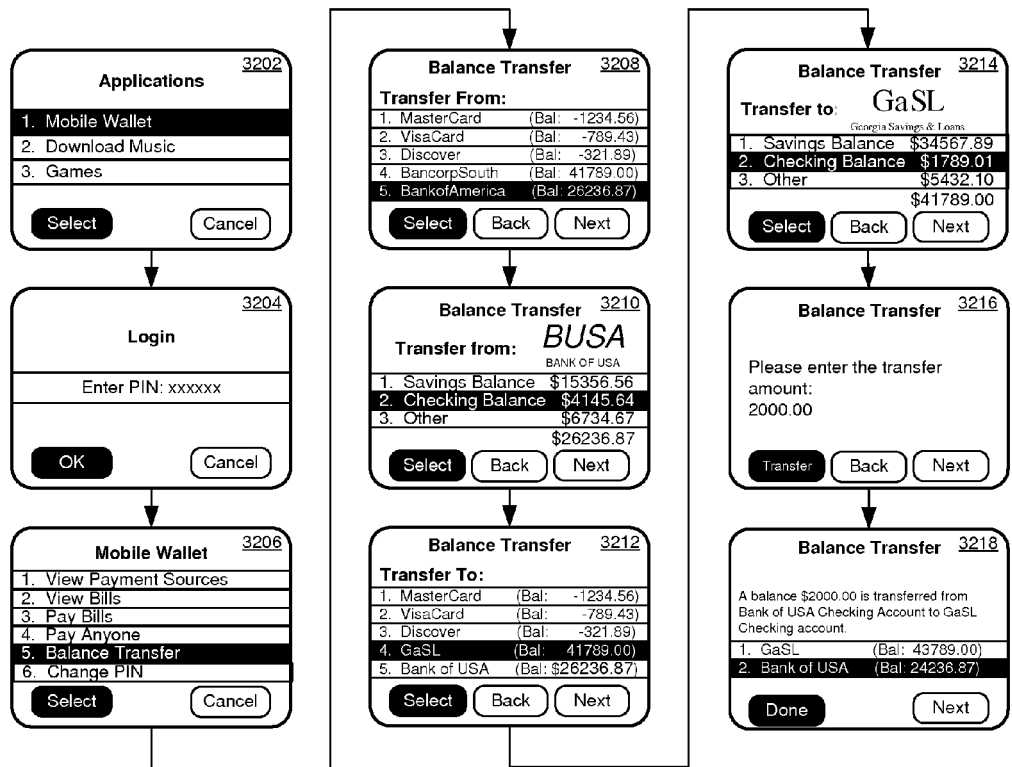 3202
Applications
1. Mobile Wallet
2. Download Music
3. Games
Select Cancel
3204
Login
Enter PIN: xxxxxx
OK Cancel
3206
Mobile Wallet
1. View Payment Sources
2. View Bills
3. Pay Bills
4. Pay Anyone
5. Balance Transfer
6. Change PIN
Select Cancel
Balance Transfer 3208
Transfer From:
1. MasterCard (Bal: -1234.56)
2. VisaCard (Bal: -789.43)
3. Discover (Bal: -321.89)
4. BancorpSouth (Bal: 41789.00)
5. BankofAmerica (Bal: 26236.87)
Select Back Next
Balance Transfer 3210
Transfer from: BUSA
BANK OF USA
1. Savings Balance $15356.56
2. Checking Balance $4145.64
3. Other $6734.67
$26236.87
Select Back Next
Balance Transfer 3212
Transfer To:
1. MasterCard (Bal: -1234.56)
2. VisaCard (Bal: -789.43)
3. Discover (Bal: -321.89)
4. GaSL (Bal: 41789.00)
5. Bank of USA (Bal: $26236.87)
Select Back Next
Balance Transfer 3214
Transfer to: GaSL
Georgia Savings & Loans
1. Savings Balance $34567.89
2. Checking Balance $1789.01
3. Other $5432.10
$41789.00
Select Back Next
Balance Transfer 3216
Please enter the transfer
amount:
2000.00
Transfer Back Next
Balance Transfer 3218
A balance $2000.00 is transferred from
Bank of USA Checking Account to GaSL
Checking account.
1. GaSL (Bal: 43789.00)
2. Bank of USA (Bal: 24236.87)
Done Next